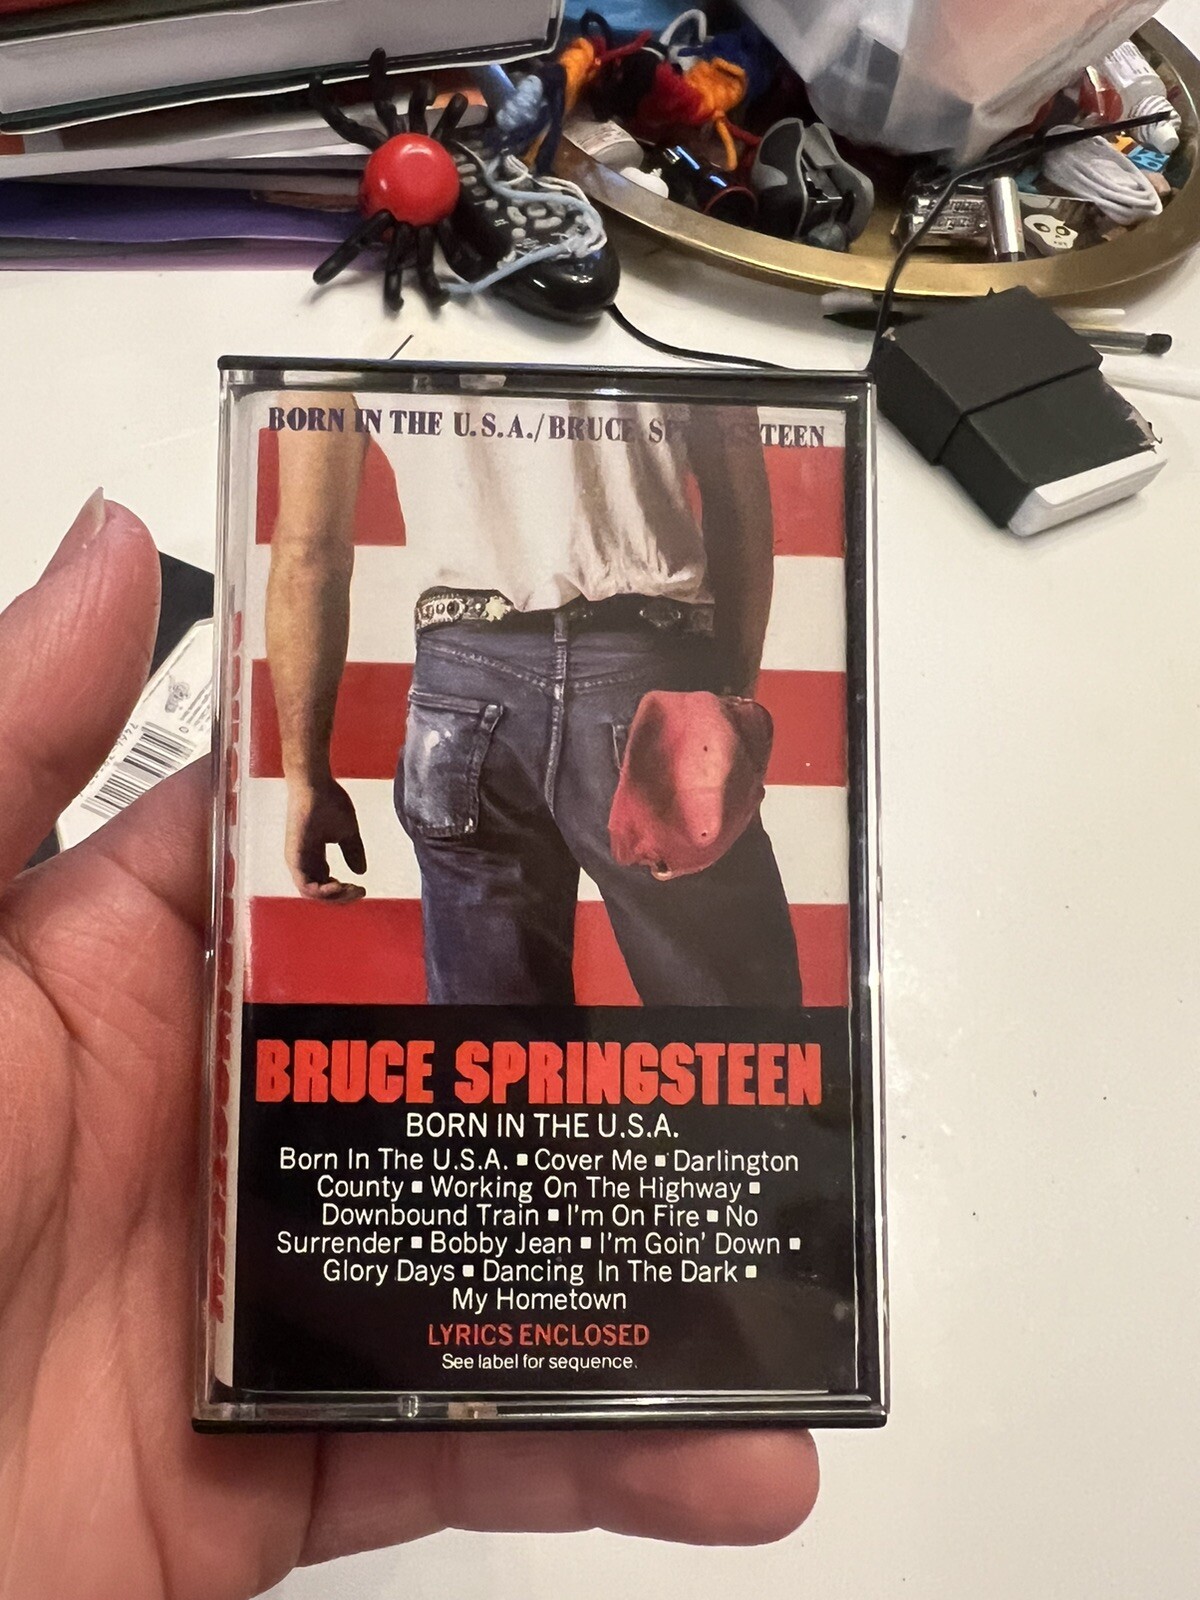 BORN IN THE U.S.A./BRUCE SPRINGSTEEN
BRUCE SPRINGSTEEN
BORN IN THE U.S.A.
Born In The U.S.A. ▪ Cover Me ▪ Darlington
County ▪ Working On The Highway ▪
Downbound Train ▪ I'm On Fire ▪ No
Surrender ▪ Bobby Jean ▪ I'm Goin' Down ▪
Glory Days ▪ Dancing In The Dark ▪
My Hometown
LYRICS ENCLOSED
See label for sequence.